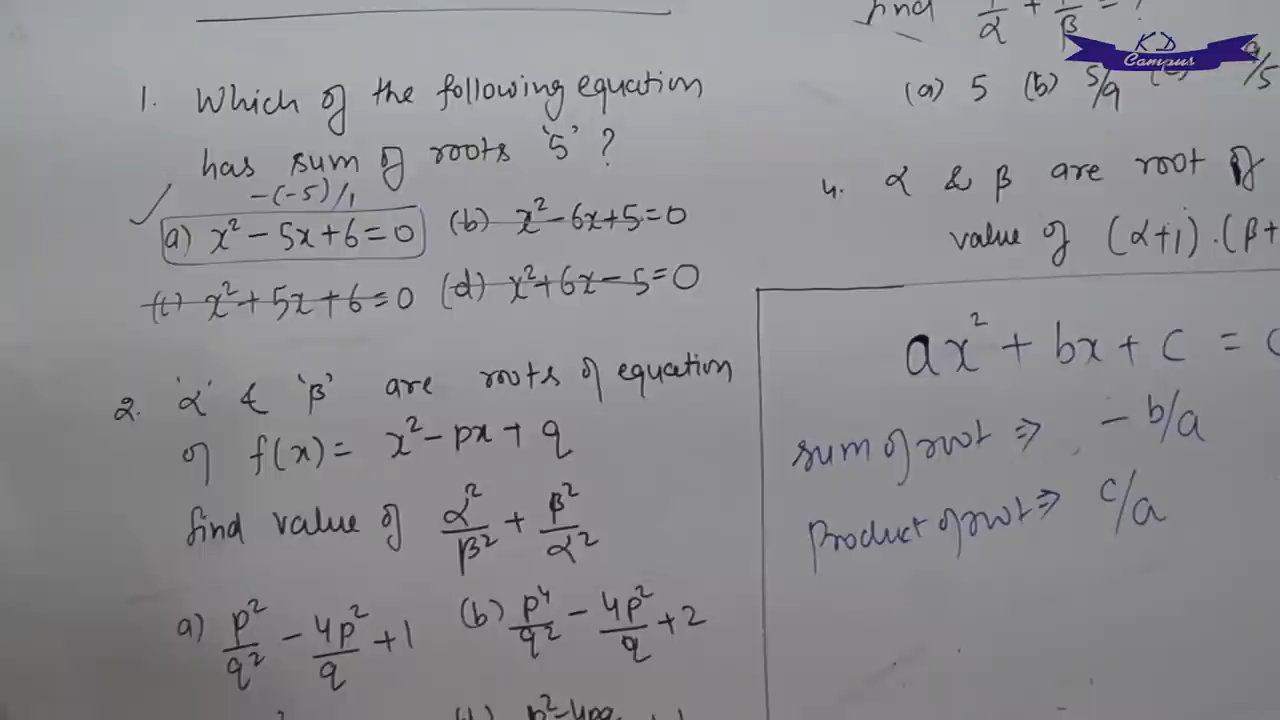 1. Which of the following equation
has sum of roots '5' ?
-(-5)/1
(a) x² - 5x + 6 = 0 (b) x² - 6x + 5 = 0
(c) x² + 5x + 6 = 0 (d) x² + 6x - 5 = 0
2. 'α' & 'β' are roots of equation
of f(x) = x² - px + q
find value of α²/β² + β²/α²
a) p²/q² - 4p²/q + 1 (b) p⁴/q² - 4p²/q + 2
find 1/α + 1/β = ?
KD
Campus
(a) 5 (b) 5/9
4. α & β are root of
value of (α+1).(β+
ax² + bx + c =
sum of root ⇒ - b/a
Product of root ⇒ c/a